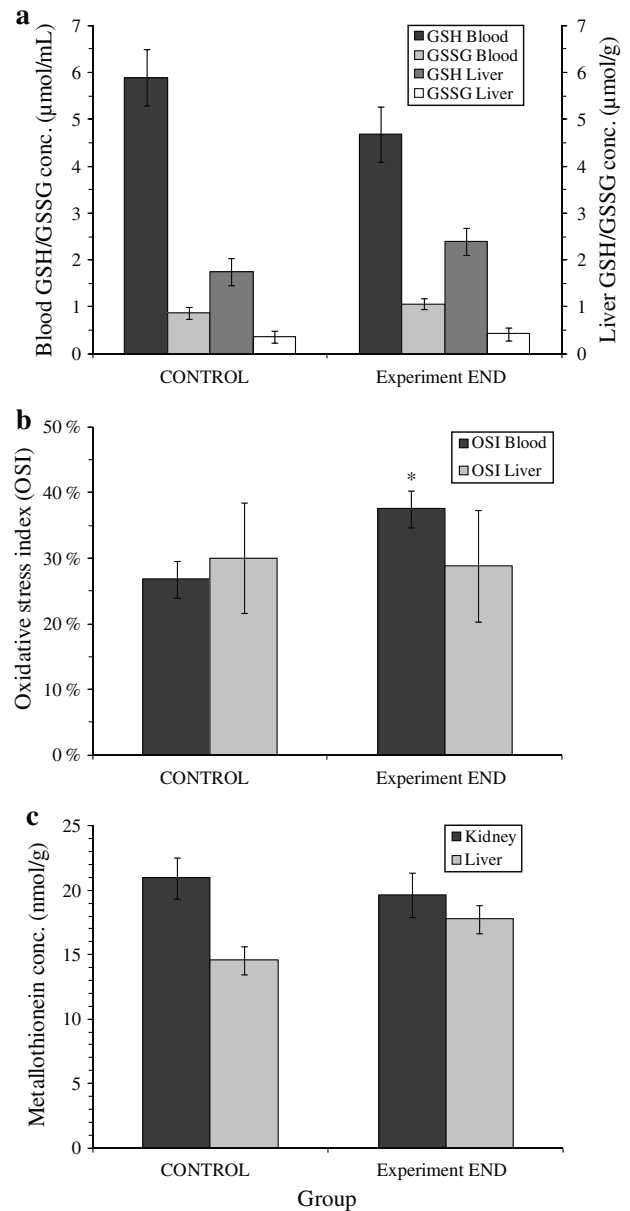 a
Blood GSH/GSSG conc. (μmol/mL)
7
6
5
4
3
2
1
0
GSH Blood
GSSG Blood
GSH Liver
GSSG Liver
7
6
5
4
3
2
1
0
Liver GSH/GSSG conc. (μmol/g)
CONTROL
Experiment END
b
Oxidative stress index (OSI)
50 %
40 %
30 %
20 %
10 %
0 %
OSI Blood
OSI Liver
*
CONTROL
Experiment END
c
Metallothionein conc. (nmol/g)
25
20
15
10
5
0
Kidney
Liver
CONTROL
Experiment END
Group